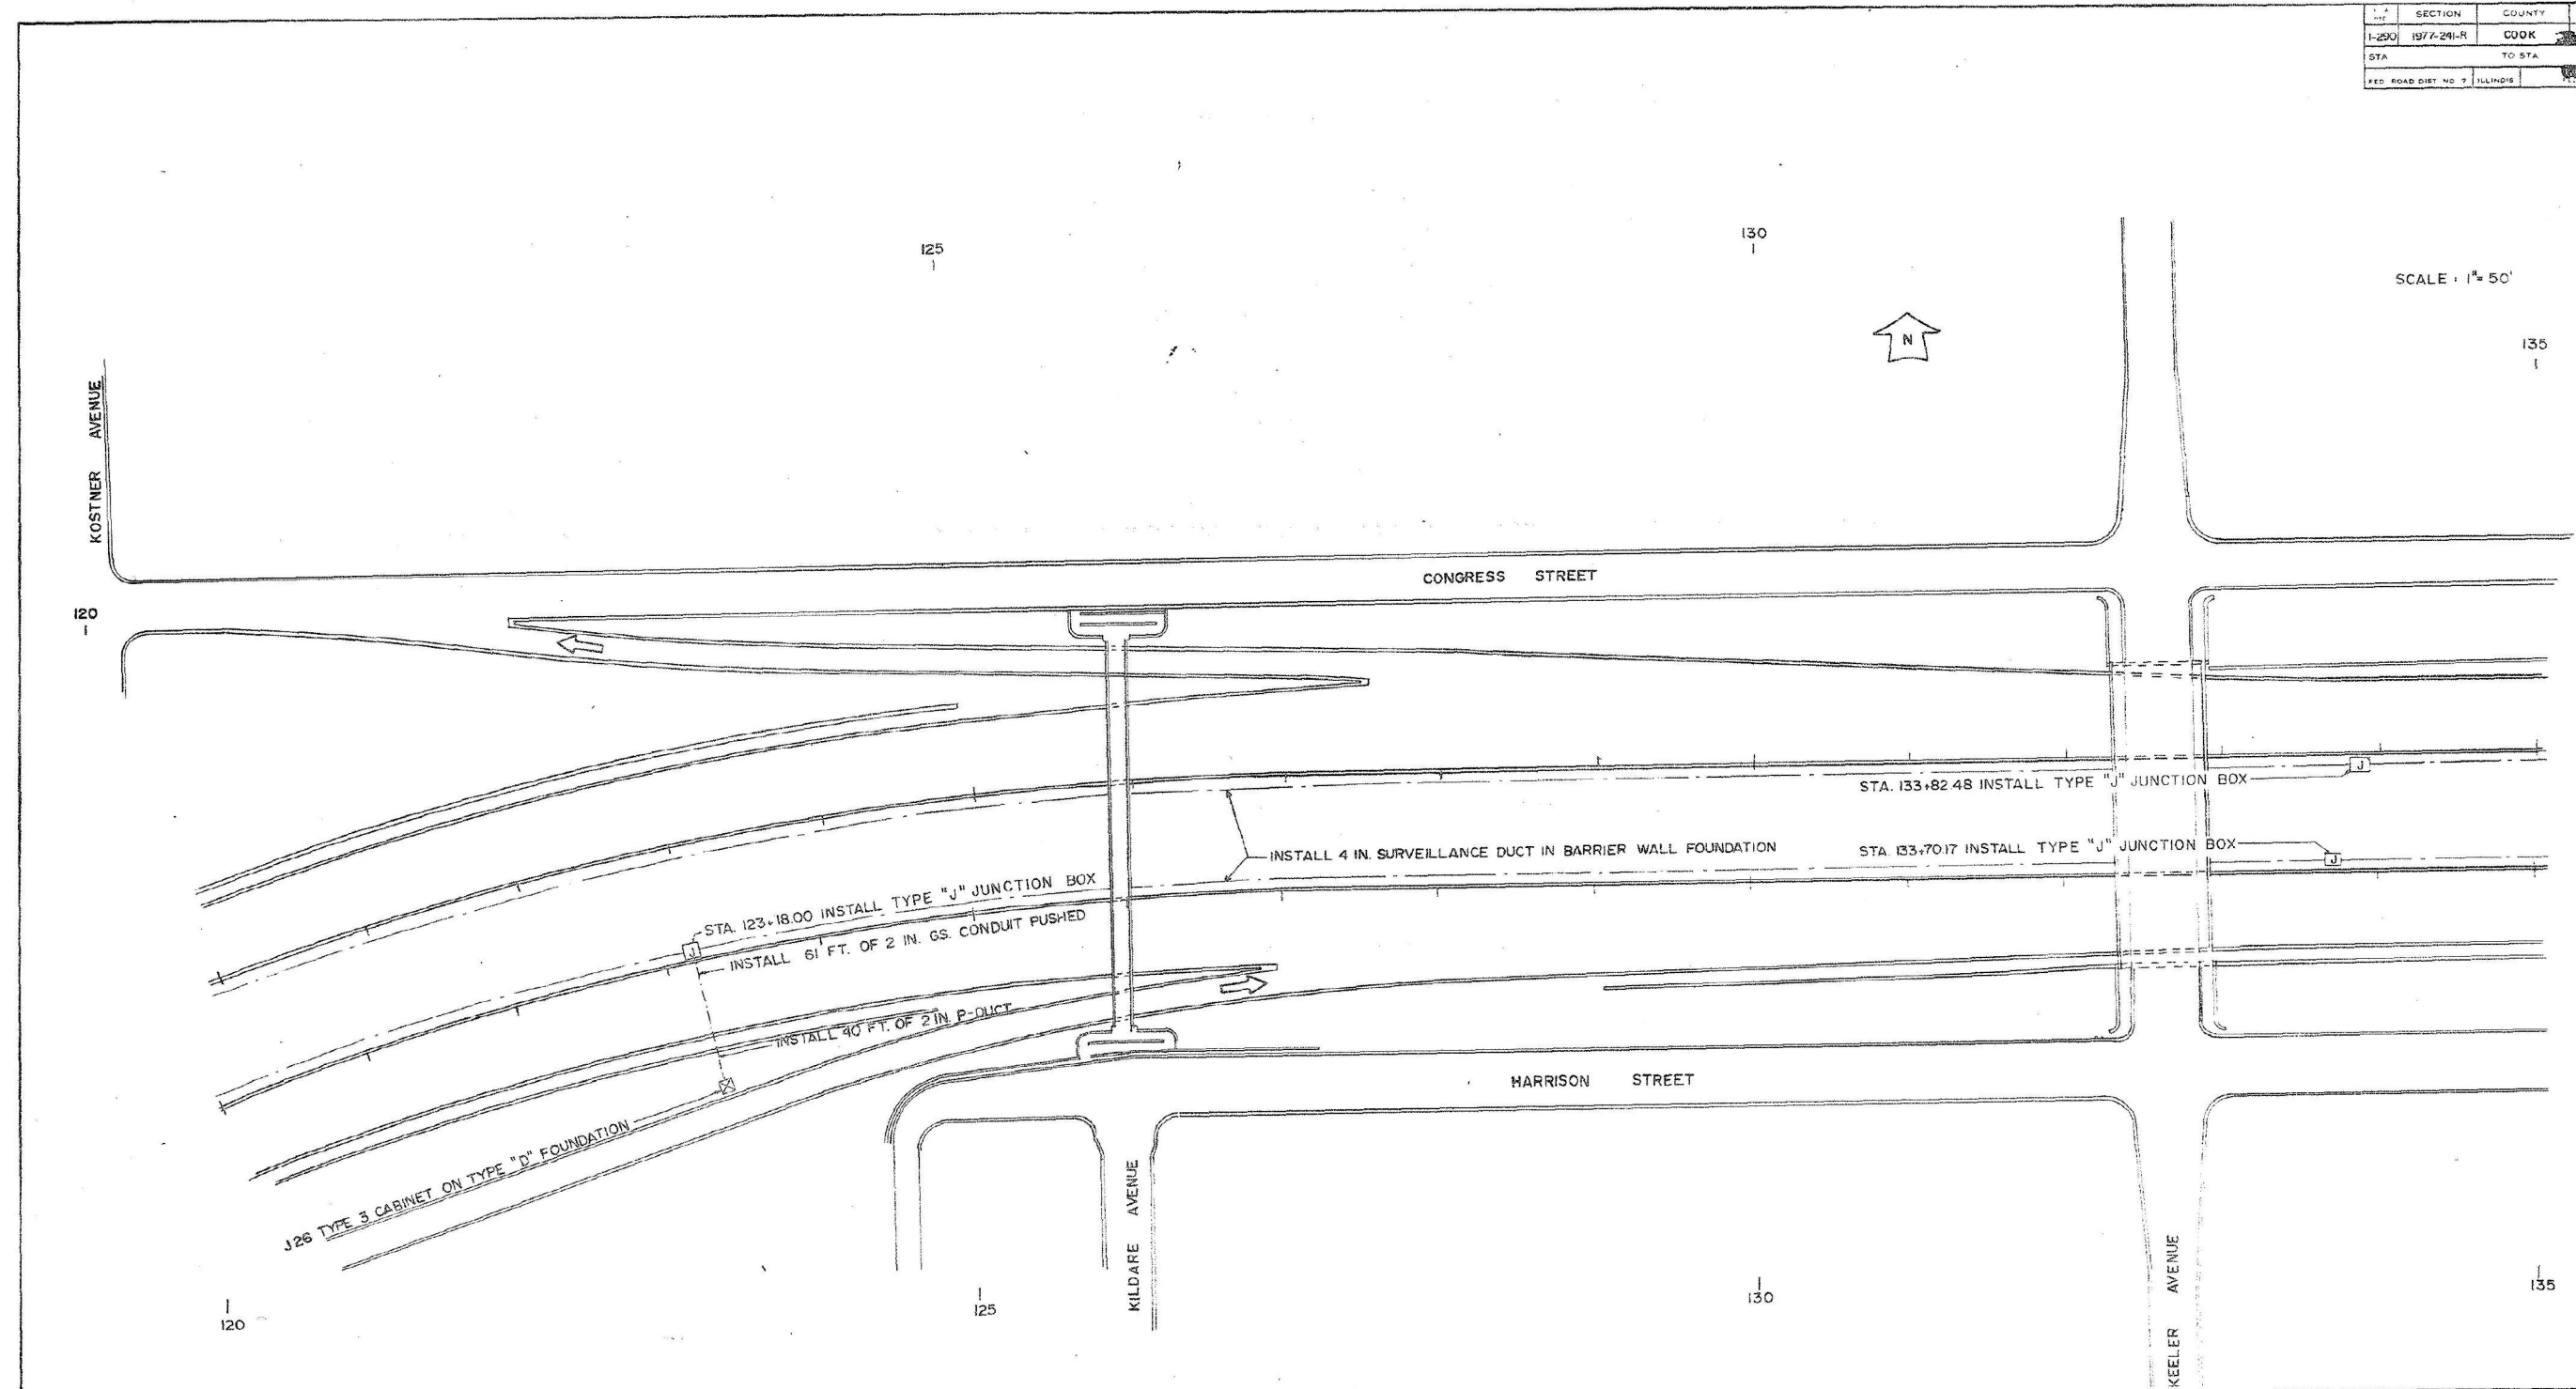 SECTION COUNTY
I-290 1977-241-R COOK
STA TO STA
FED ROAD DIST NO 7 ILLINOIS
130
125
SCALE : 1"= 50'
N
135
KOSTNER AVENUE
CONGRESS STREET
120
STA. 133+82.48 INSTALL TYPE "J" JUNCTION BOX
J
INSTALL 4 IN. SURVEILLANCE DUCT IN BARRIER WALL FOUNDATION
STA. 133+70.17 INSTALL TYPE "J" JUNCTION BOX
J
STA. 123+18.00 INSTALL TYPE "J" JUNCTION BOX
J
INSTALL 61 FT. OF 2 IN. GS. CONDUIT PUSHED
INSTALL 40 FT. OF 2 IN. P-DUCT
HARRISON STREET
J26 TYPE 3 CABINET ON TYPE "D" FOUNDATION
KILDARE AVENUE
KEELER AVENUE
120
125
130
135